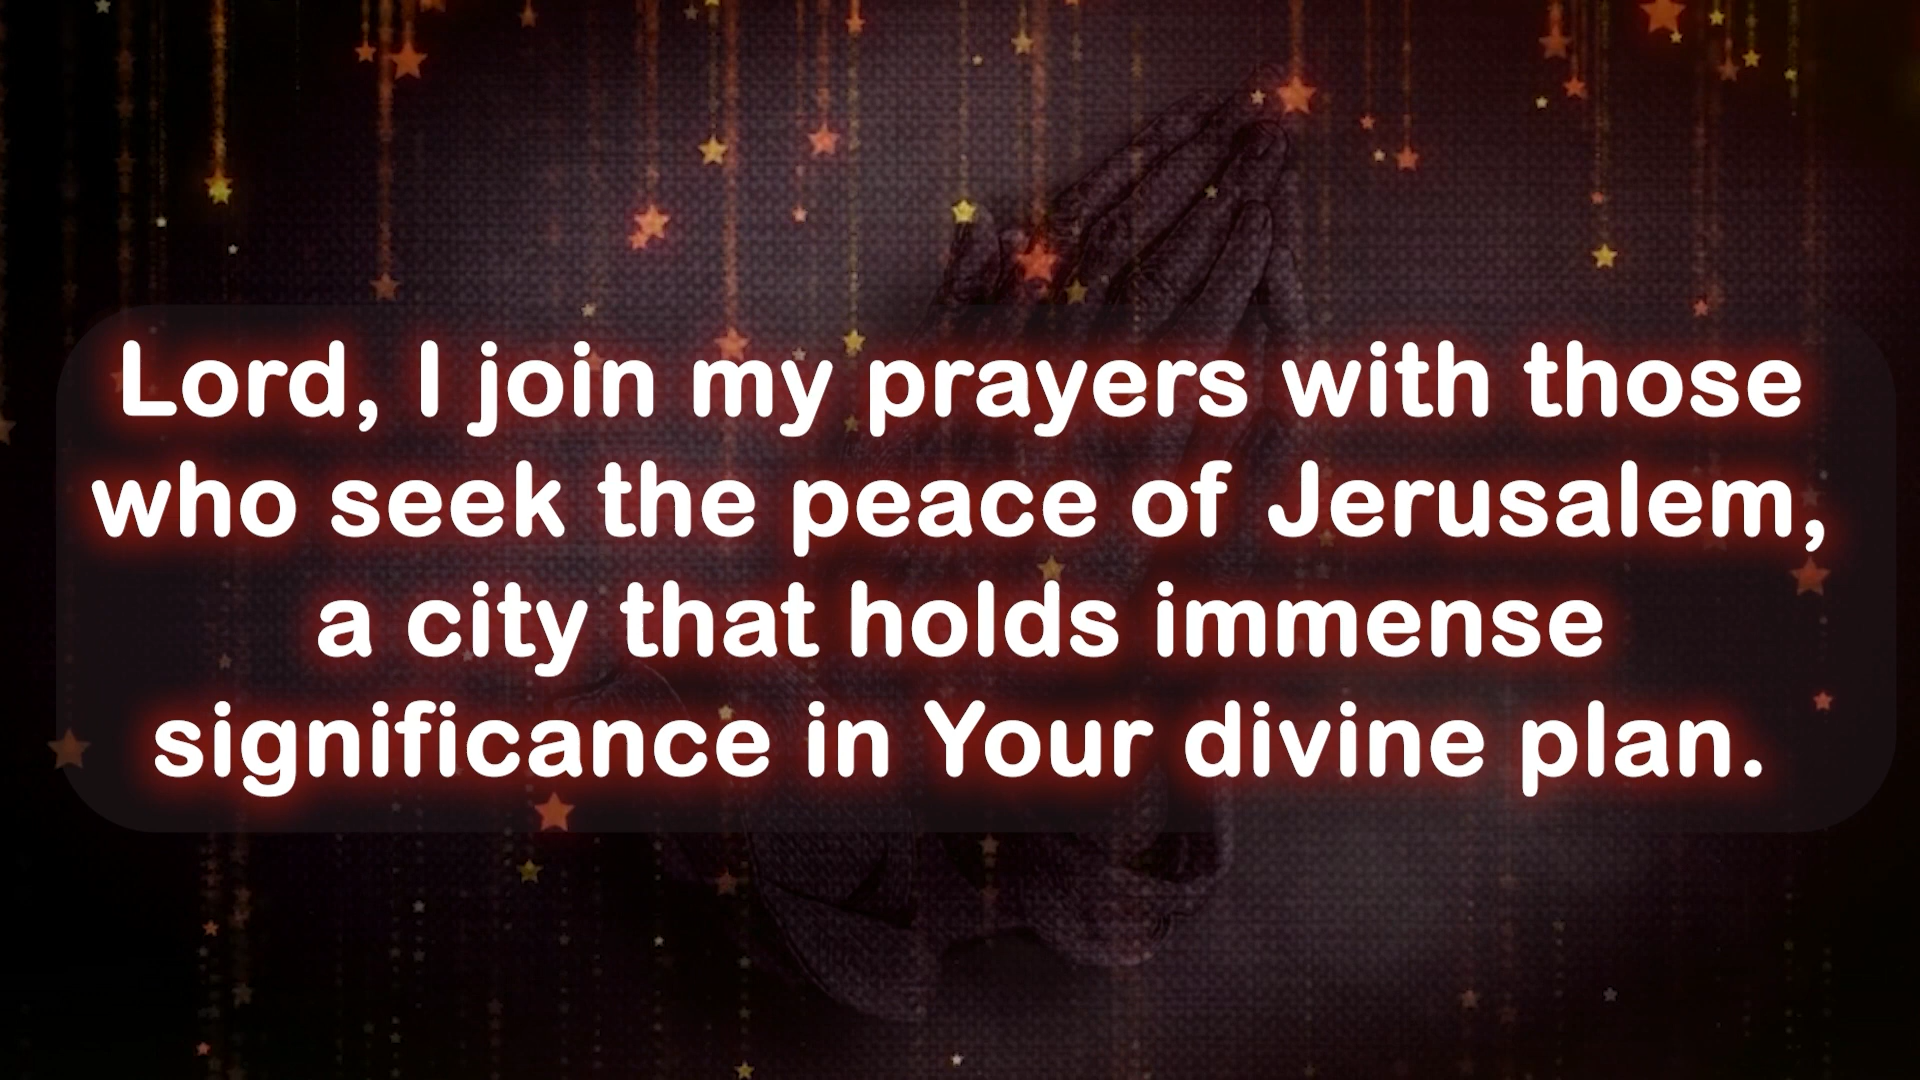 Lord, I join my prayers with those
who seek the peace of Jerusalem,
a city that holds immense
significance in Your divine plan.